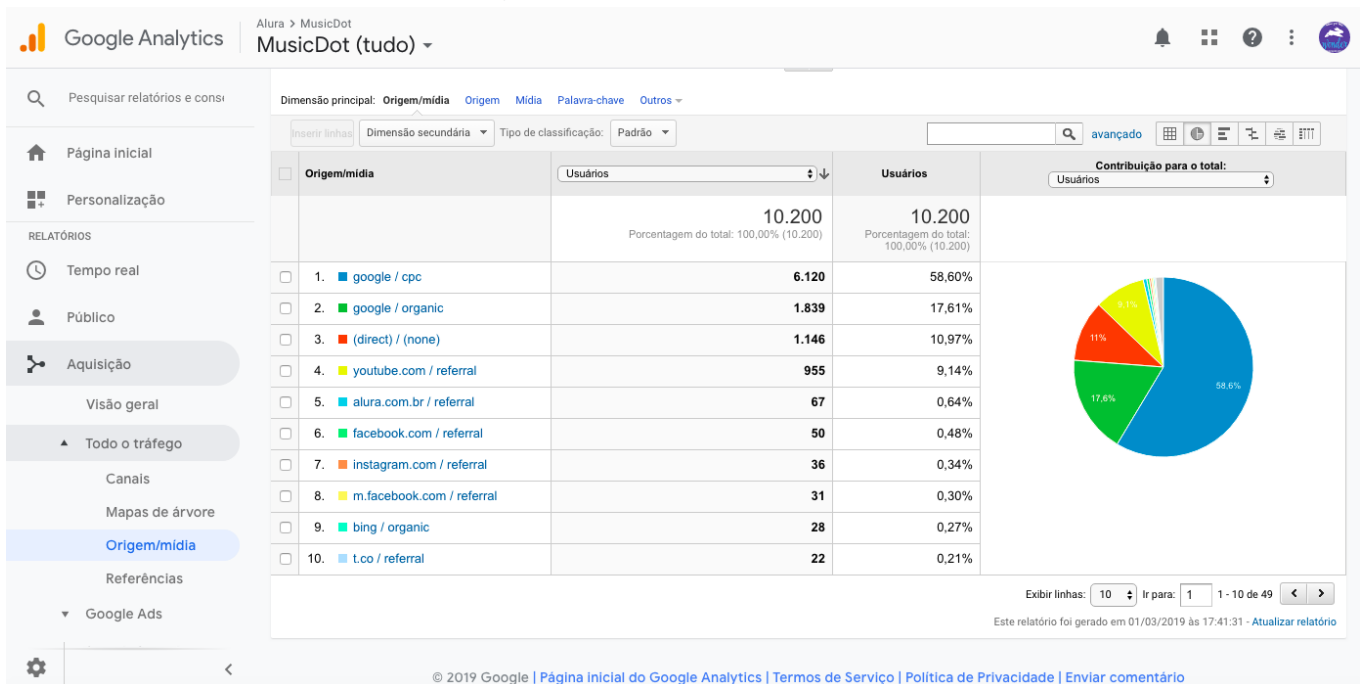 Google Analytics
Alura > MusicDot
MusicDot (tudo)
Pesquisar relatórios e conse
Página inicial
Personalização
RELATÓRIOS
Tempo real
Público
Aquisição
Visão geral
Todo o tráfego
Canais
Mapas de árvore
Origem/mídia
Referências
Google Ads
Dimensão principal: Origem/mídia Origem Mídia Palavra-chave Outros
Inserir linhas Dimensão secundária Tipo de classificação: Padrão avançado
Origem/mídia Usuários Usuários Contribuição para o total:
Usuários
10.200 10.200
Porcentagem do total: 100,00% (10.200) Porcentagem do total:
100,00% (10.200)
1. google / cpc 6.120 58,60%
2. google / organic 1.839 17,61%
3. (direct) / (none) 1.146 10,97%
4. youtube.com / referral 955 9,14%
5. alura.com.br / referral 67 0,64%
6. facebook.com / referral 50 0,48%
7. instagram.com / referral 36 0,34%
8. m.facebook.com / referral 31 0,30%
9. bing / organic 28 0,27%
10. t.co / referral 22 0,21%
9,1%
11%
58,6%
17,6%
Exibir linhas: 10 Ir para: 1 1 - 10 de 49
Este relatório foi gerado em 01/03/2019 às 17:41:31 - Atualizar relatório
© 2019 Google | Página inicial do Google Analytics | Termos de Serviço | Política de Privacidade | Enviar comentário